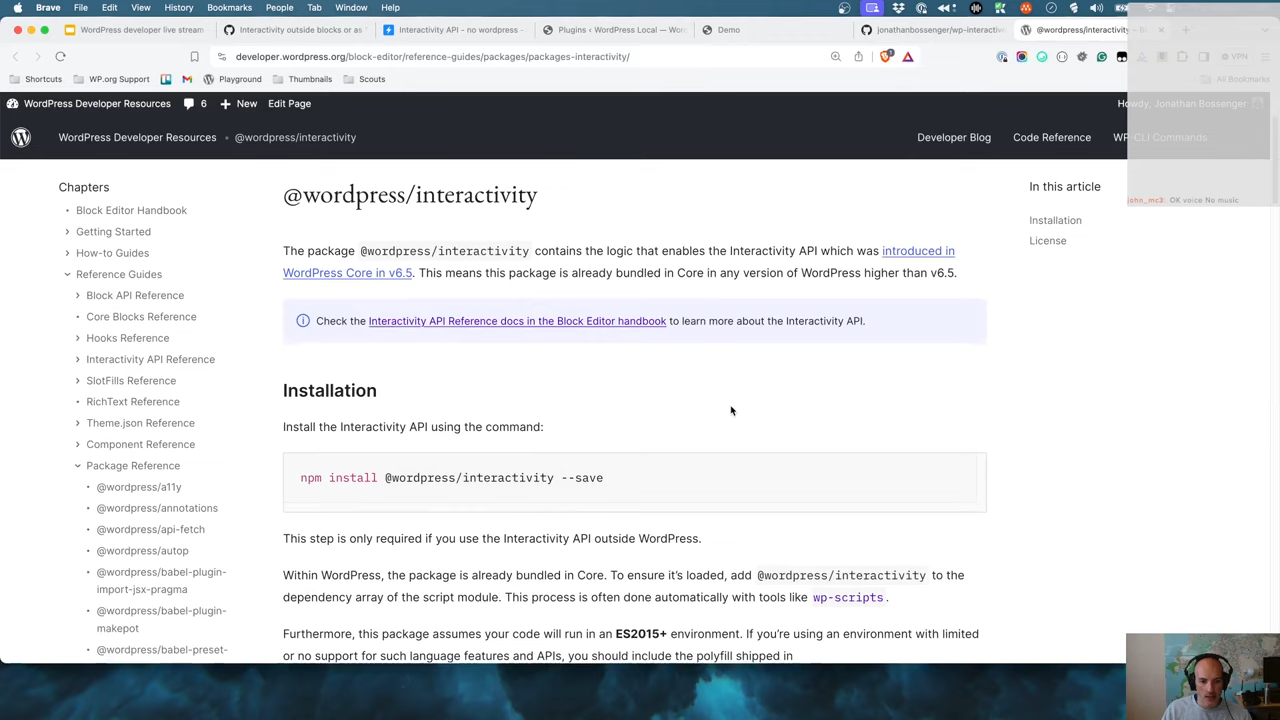 Brave File Edit View History Bookmarks People Tab Window Help
WordPress developer live stream
Interactivity outside blocks or as
Interactivity API - no wordpress -
Plugins ‹ WordPress Local — Wor
Demo
jonathanbossenger/wp-interactiv
@wordpress/interactivity – B
developer.wordpress.org/block-editor/reference-guides/packages/packages-interactivity/
VPN
Shortcuts WP.org Support Playground Thumbnails Scouts All Bookmarks
WordPress Developer Resources 6 New Edit Page Howdy, Jonathan Bossenger
WordPress Developer Resources • @wordpress/interactivity Developer Blog Code Reference WP-CLI Commands
john_mc3: OK voice No music
Chapters
Block Editor Handbook
Getting Started
How-to Guides
Reference Guides
Block API Reference
Core Blocks Reference
Hooks Reference
Interactivity API Reference
SlotFills Reference
RichText Reference
Theme.json Reference
Component Reference
Package Reference
@wordpress/a11y
@wordpress/annotations
@wordpress/api-fetch
@wordpress/autop
@wordpress/babel-plugin-
import-jsx-pragma
@wordpress/babel-plugin-
makepot
@wordpress/babel-preset-
@wordpress/interactivity
The package @wordpress/interactivity contains the logic that enables the Interactivity API which was introduced in
WordPress Core in v6.5. This means this package is already bundled in Core in any version of WordPress higher than v6.5.
Check the Interactivity API Reference docs in the Block Editor handbook to learn more about the Interactivity API.
Installation
Install the Interactivity API using the command:
npm install @wordpress/interactivity --save
This step is only required if you use the Interactivity API outside WordPress.
Within WordPress, the package is already bundled in Core. To ensure it's loaded, add @wordpress/interactivity to the
dependency array of the script module. This process is often done automatically with tools like wp-scripts.
Furthermore, this package assumes your code will run in an ES2015+ environment. If you're using an environment with limited
or no support for such language features and APIs, you should include the polyfill shipped in
In this article
Installation
License